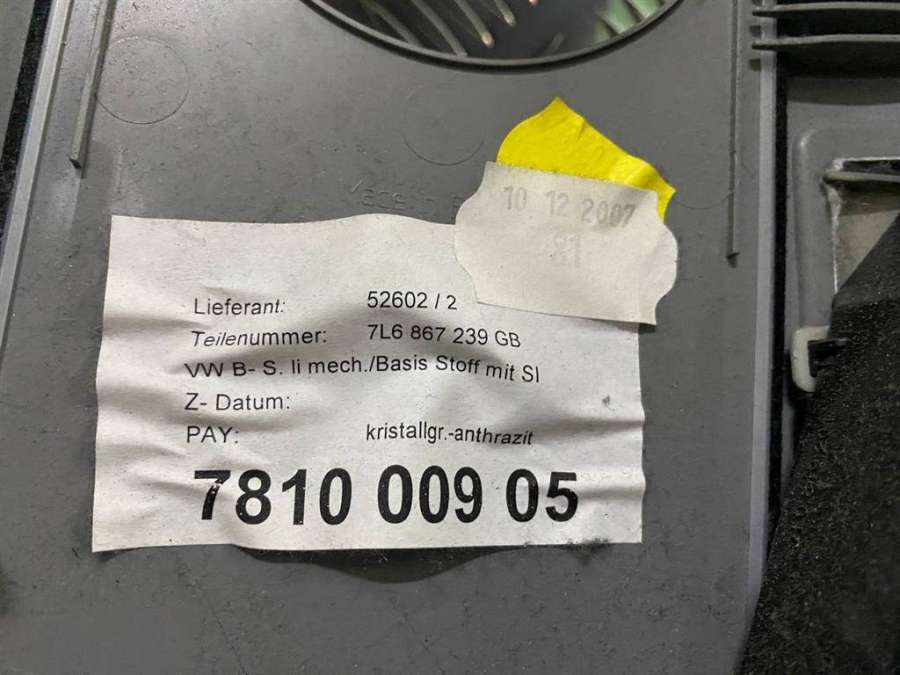 10 12 2007
91
Lieferant: 52602 / 2
Teilenummer: 7L6 867 239 GB
VW B- S. li mech./Basis Stoff mit SI
Z- Datum:
PAY: kristallgr.-anthrazit
7810 009 05